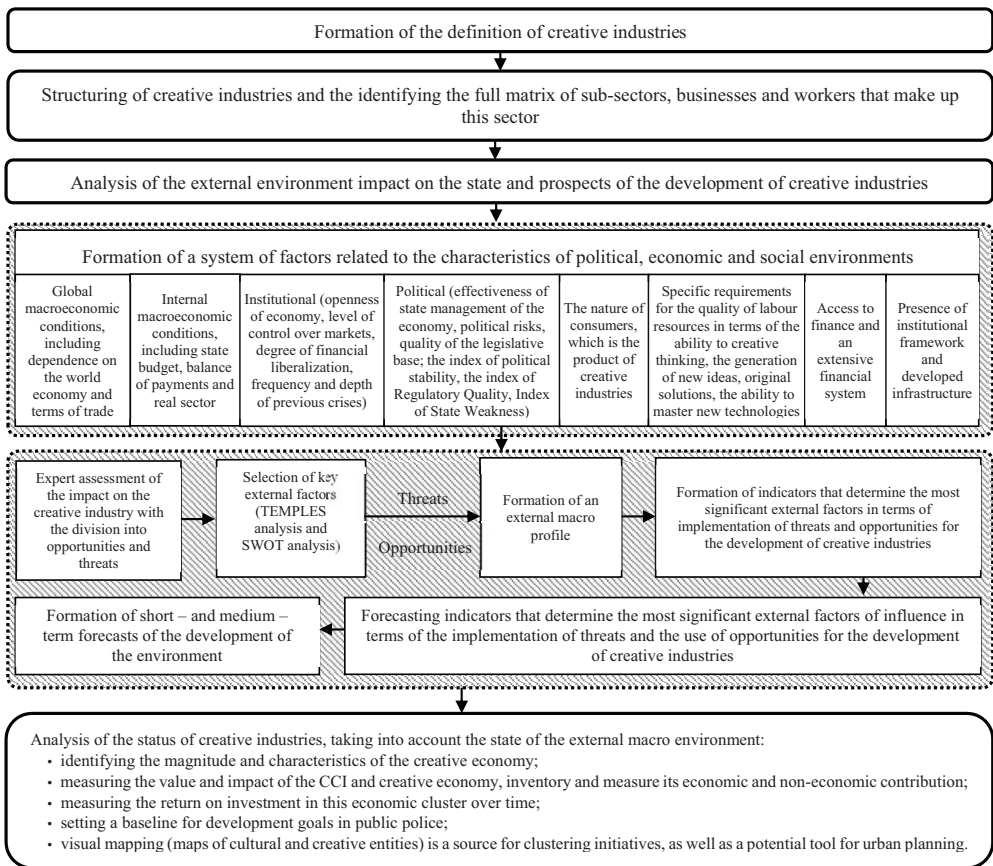 Formation of the definition of creative industries
Structuring of creative industries and the identifying the full matrix of sub-sectors, businesses and workers that make up
this sector
Analysis of the external environment impact on the state and prospects of the development of creative industries
Formation of a system of factors related to the characteristics of political, economic and social environments
Global
macroeconomic
conditions,
including
dependence on
the world
economy and
terms of trade
Internal
macroeconomic
conditions,
including state
budget, balance
of payments and
real sector
Institutional (openness
of economy, level of
control over markets,
degree of financial
liberalization,
frequency and depth
of previous crises)
Political (effectiveness of
state management of the
economy, political risks,
quality of the legislative
base; the index of political
stability, the index of
Regulatory Quality, Index
of State Weakness)
The nature of
consumers,
which is the
product of
creative
industries
Specific requirements
for the quality of labour
resources in terms of the
ability to creative
thinking, the generation
of new ideas, original
solutions, the ability to
master new technologies
Access to
finance and
an
extensive
financial
system
Presence of
institutional
framework
and
developed
infrastructure
Expert assessment of
the impact on the
creative industry with
the division into
opportunities and
threats
Selection of key
external factors
(TEMPLES
analysis and
SWOT analysis)
Threats
Opportunities
Formation of an
external macro
profile
Formation of indicators that determine the most
significant external factors in terms of
implementation of threats and opportunities for
the development of creative industries
Formation of short – and medium –
term forecasts of the development of
the environment
Forecasting indicators that determine the most significant external factors of influence in
terms of the implementation of threats and the use of opportunities for the development
of creative industries
Analysis of the status of creative industries, taking into account the state of the external macro environment:
• identifying the magnitude and characteristics of the creative economy;
• measuring the value and impact of the CCI and creative economy, inventory and measure its economic and non-economic contribution;
• measuring the return on investment in this economic cluster over time;
• setting a baseline for development goals in public police;
• visual mapping (maps of cultural and creative entities) is a source for clustering initiatives, as well as a potential tool for urban planning.